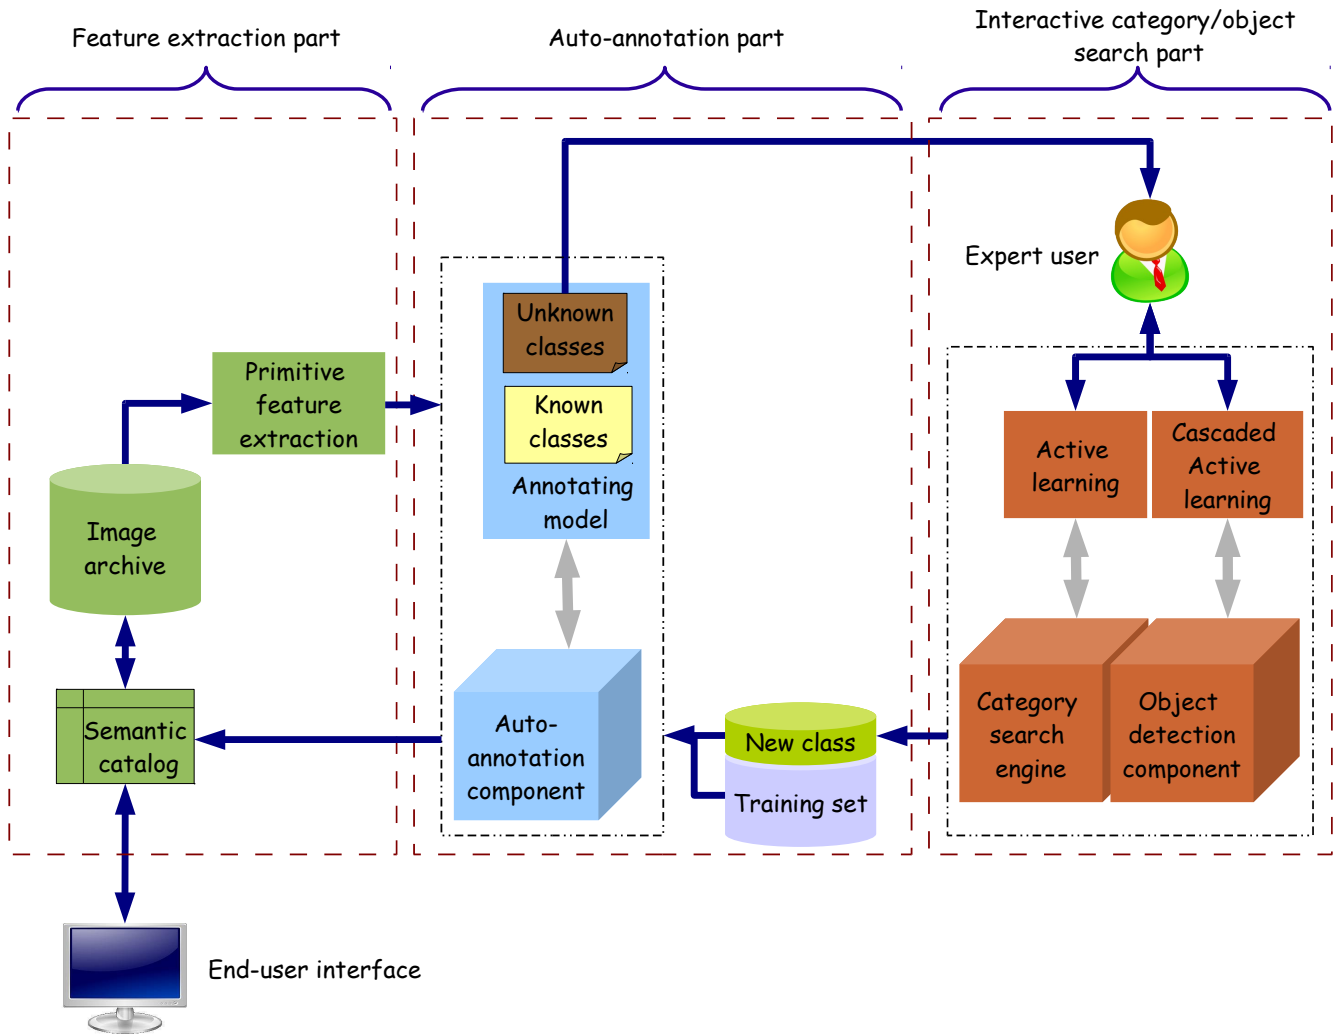 Feature extraction part
Auto-annotation part
Interactive category/object
search part
Expert user
Unknown
classes
Known
classes
Annotating
model
Primitive
feature
extraction
Image
archive
Active
learning
Cascaded
Active
learning
Semantic
catalog
Auto-
annotation
component
New class
Training set
Category
search
engine
Object
detection
component
End-user interface